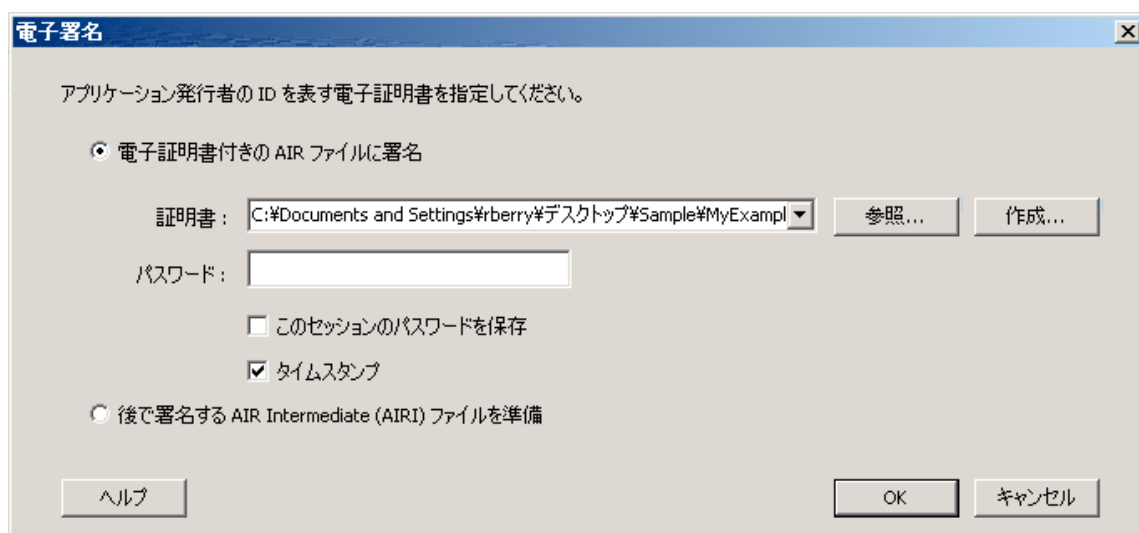 電子署名
アプリケーション発行者の ID を表す電子証明書を指定してください。
電子証明書付きの AIR ファイルに署名
証明書： C:¥Documents and Settings¥rberry¥デスクトップ¥Sample¥MyExampl 参照... 作成...
パスワード：
このセッションのパスワードを保存
タイムスタンプ
後で署名する AIR Intermediate (AIRI) ファイルを準備
ヘルプ OK キャンセル